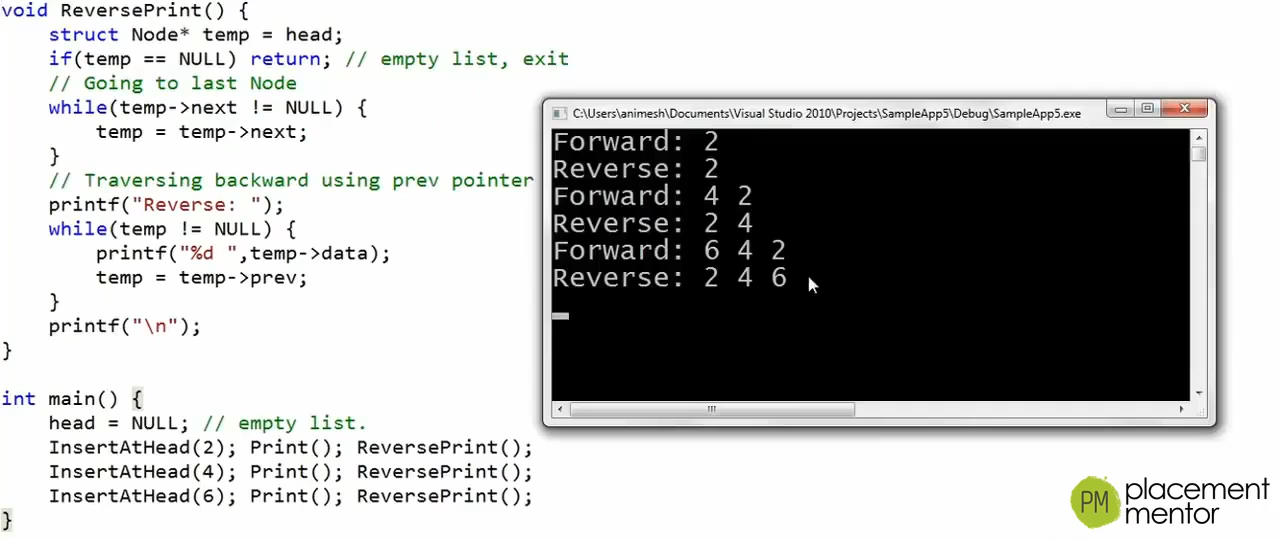 void ReversePrint() {
    struct Node* temp = head;
    if(temp == NULL) return; // empty list, exit
    // Going to last Node
    while(temp->next != NULL) {
        temp = temp->next;
    }
    // Traversing backward using prev pointer
    printf("Reverse: ");
    while(temp != NULL) {
        printf("%d ",temp->data);
        temp = temp->prev;
    }
    printf("\n");
}
int main() {
    head = NULL; // empty list.
    InsertAtHead(2); Print(); ReversePrint();
    InsertAtHead(4); Print(); ReversePrint();
    InsertAtHead(6); Print(); ReversePrint();
}
C:\Users\animesh\Documents\Visual Studio 2010\Projects\SampleApp5\Debug\SampleApp5.exe
Forward: 2
Reverse: 2
Forward: 4 2
Reverse: 2 4
Forward: 6 4 2
Reverse: 2 4 6
PM
placement
mentor